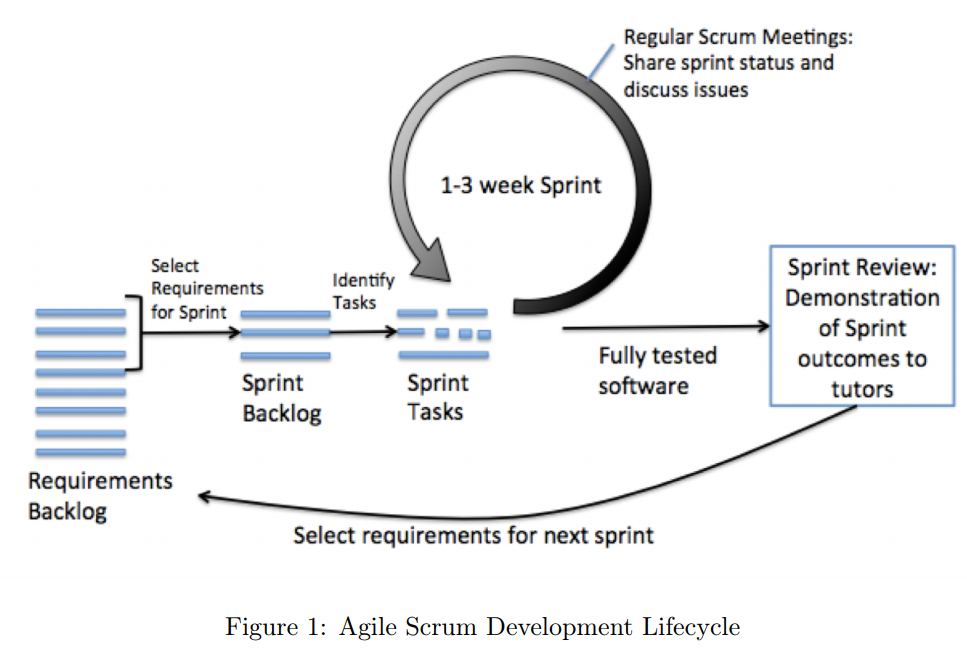 Regular Scrum Meetings:
Share sprint status and
discuss issues
1-3 week Sprint
Select
Requirements
for Sprint
Identify
Tasks
Sprint
Backlog
Sprint
Tasks
Fully tested
software
Sprint Review:
Demonstration
of Sprint
outcomes to
tutors
Requirements
Backlog
Select requirements for next sprint
Figure 1: Agile Scrum Development Lifecycle